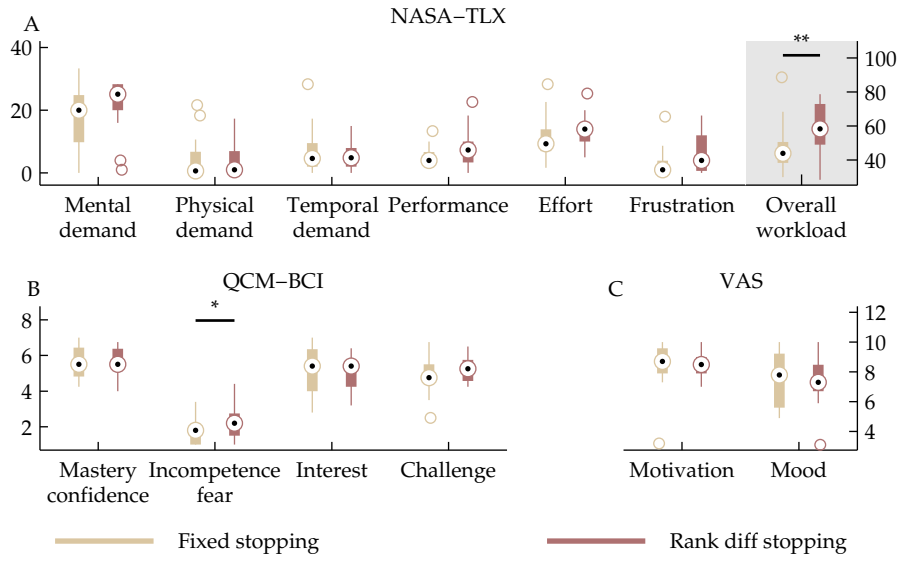 NASA−TLX
A
40
20
0
**
100
80
60
40
Mental demand
Physical demand
Temporal demand
Performance
Effort
Frustration
Overall workload
B
QCM−BCI
8
6
4
2
*
Mastery confidence
Incompetence fear
Interest
Challenge
C
VAS
12
10
8
6
4
Motivation
Mood
Fixed stopping
Rank diff stopping